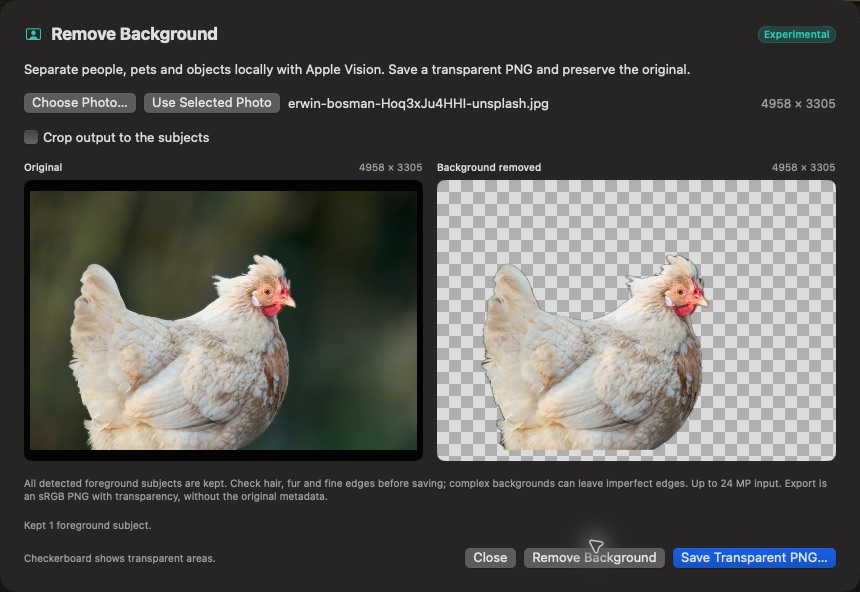 Remove Background
Experimental
Separate people, pets and objects locally with Apple Vision. Save a transparent PNG and preserve the original.
Choose Photo...
Use Selected Photo
erwin-bosman-Hoq3xJu4HHI-unsplash.jpg
4958 × 3305
Crop output to the subjects
Original
4958 × 3305
Background removed
4958 × 3305
All detected foreground subjects are kept. Check hair, fur and fine edges before saving; complex backgrounds can leave imperfect edges. Up to 24 MP input. Export is
an sRGB PNG with transparency, without the original metadata.
Kept 1 foreground subject.
Checkerboard shows transparent areas.
Close
Remove Background
Save Transparent PNG...